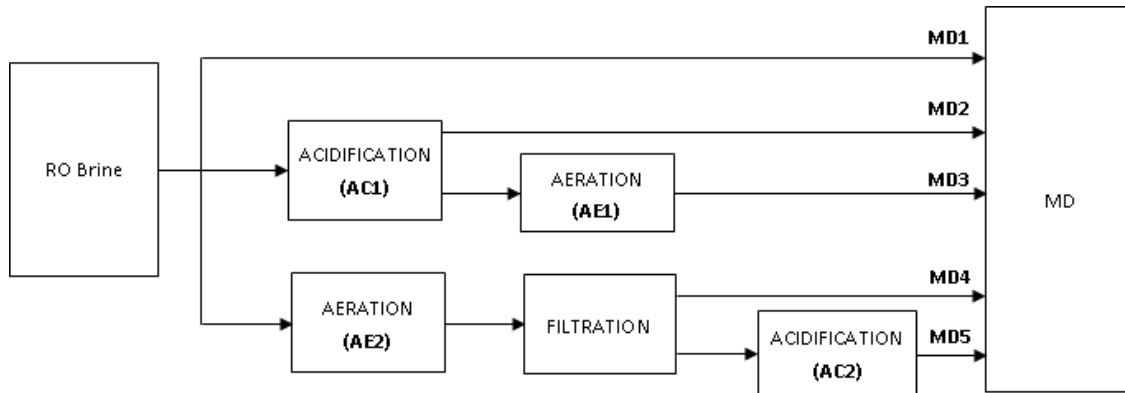 MD1
MD2
RO Brine
ACIDIFICATION
(AC1)
AERATION
(AE1)
MD3
MD
AERATION
(AE2)
FILTRATION
MD4
ACIDIFICATION
(AC2)
MD5